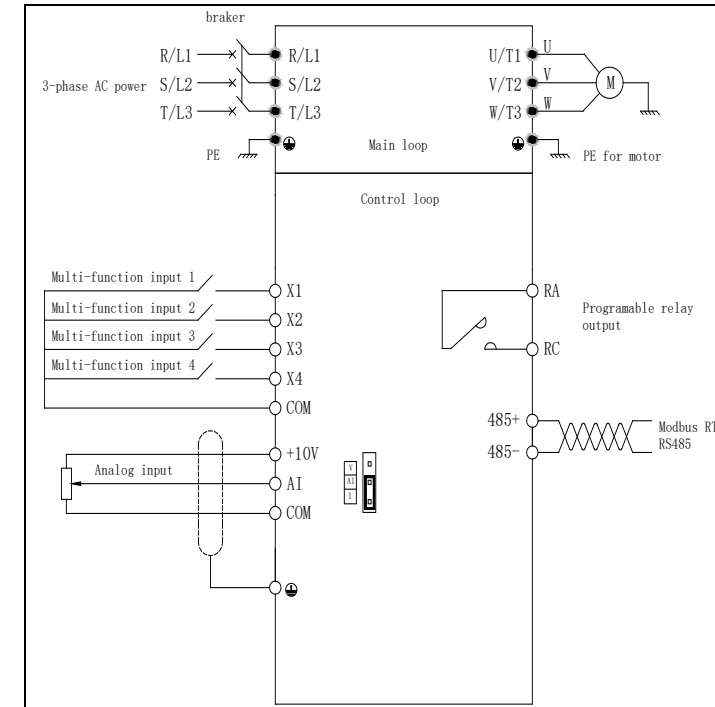 braker
R/L1
R/L1
U/T1
U
3-phase AC power
S/L2
S/L2
V/T2
V
M
T/L3
T/L3
W/T3
W
PE
Main loop
PE for motor
Control loop
Multi-function input 1
X1
RA
Multi-function input 2
X2
Programable relay
output
Multi-function input 3
X3
RC
Multi-function input 4
X4
COM
485+
Modbus RT
RS485
485-
+10V
Analog input
V
AI
AI
I
COM